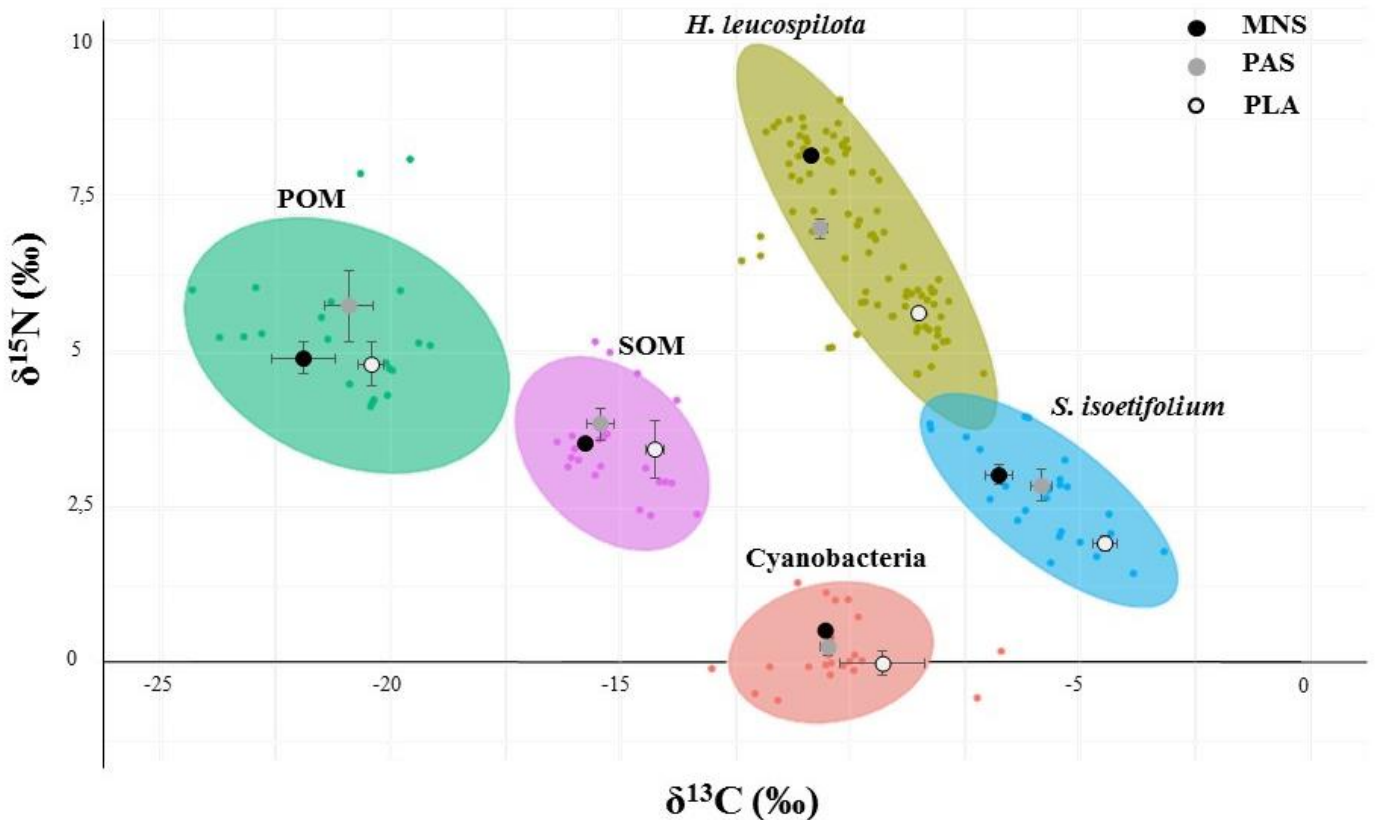 H. leucospilota
MNS
PAS
PLA
10
7,5
5
2,5
0
δ15N (‰)
POM
SOM
S. isoetifolium
Cyanobacteria
-25
-20
-15
-5
0
δ13C (‰)